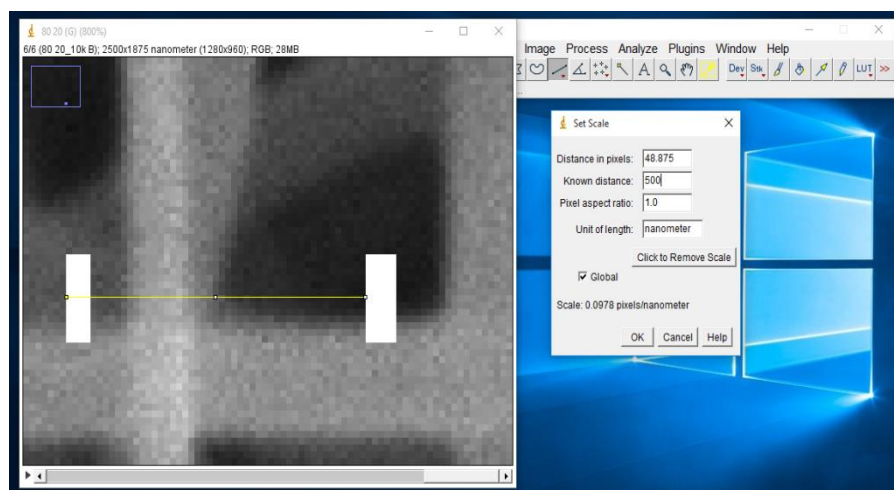 80 20 (G) (800%)
6/6 (80 20_10k B); 2500x1875 nanometer (1280x960); RGB; 28MB
Image Process Analyze Plugins Window Help
A Dev Stk LUT >>
Set Scale
Distance in pixels: 48.875
Known distance: 500
Pixel aspect ratio: 1.0
Unit of length: nanometer
Click to Remove Scale
Global
Scale: 0.0978 pixels/nanometer
OK Cancel Help